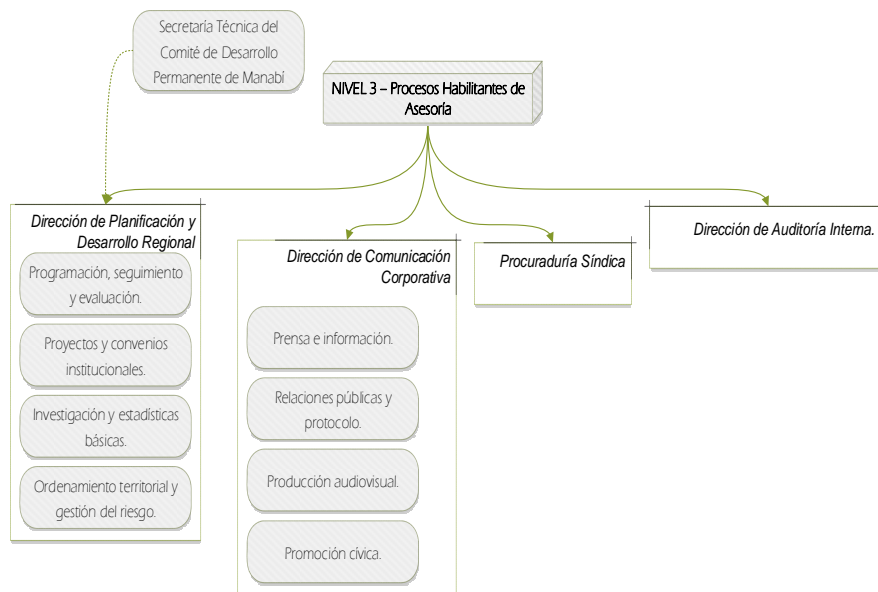 Secretaría Técnica del
Comité de Desarrollo
Permanente de Manabí
NIVEL 3 – Procesos Habilitantes de
Asesoría
Dirección de Planificación y
Desarrollo Regional
Programación, seguimiento
y evaluación.
Proyectos y convenios
institucionales.
Investigación y estadísticas
básicas.
Ordenamiento territorial y
gestión del riesgo.
Dirección de Comunicación
Corporativa
Prensa e información.
Relaciones públicas y
protocolo.
Producción audiovisual.
Promoción cívica.
Procuraduría Síndica
Dirección de Auditoría Interna.